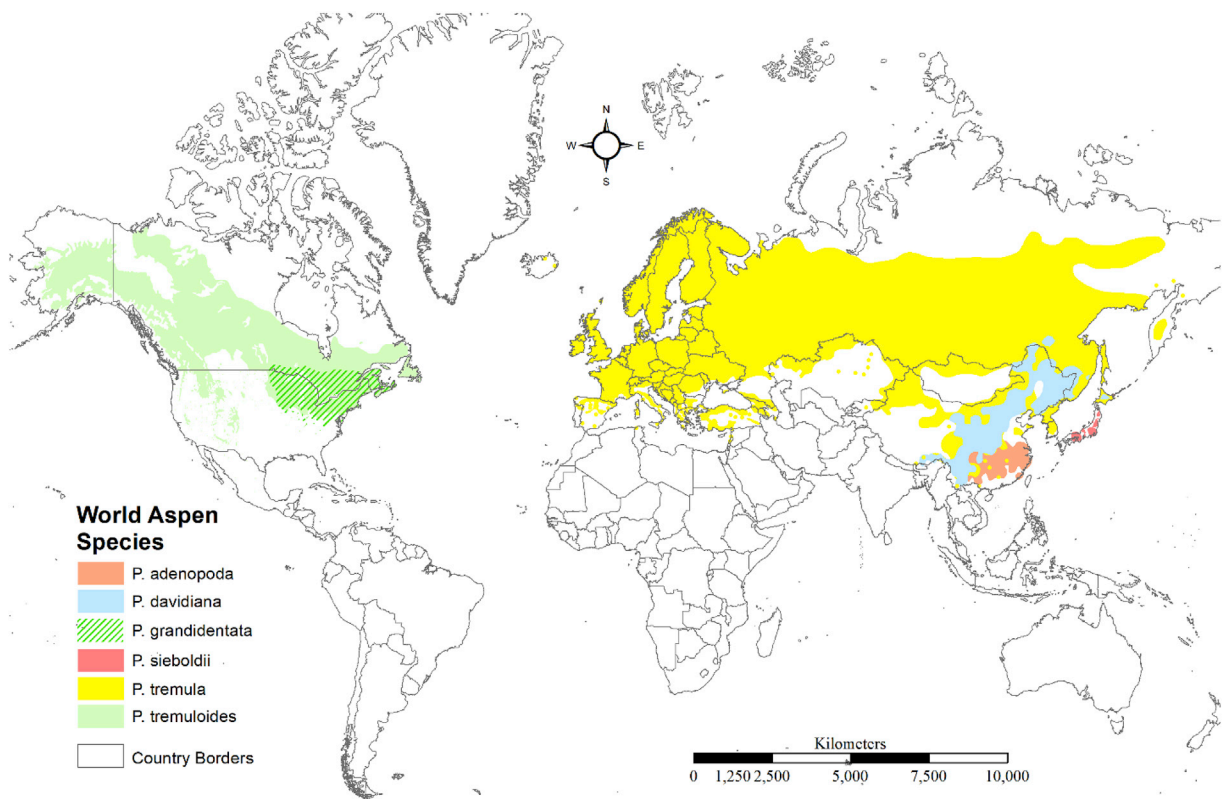 N
W E
S
World Aspen
Species
P. adenopoda
P. davidiana
P. grandidentata
P. sieboldii
P. tremula
P. tremuloides
Country Borders
Kilometers
0 1,250 2,500 5,000 7,500 10,000